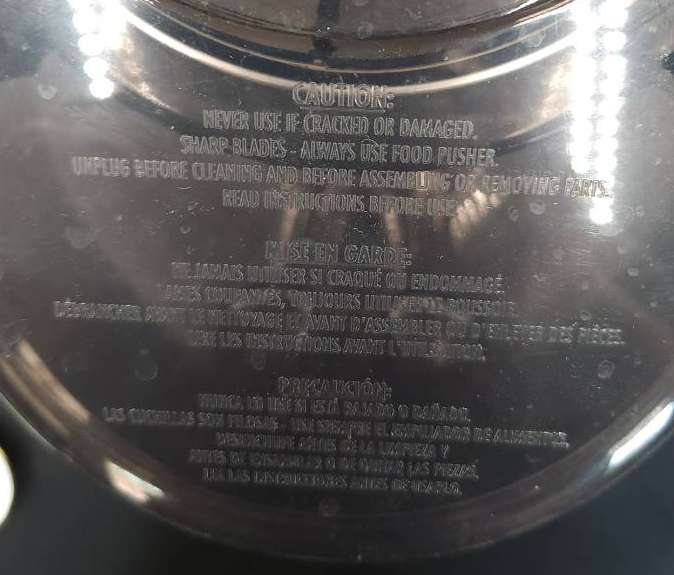 CAUTION:
NEVER USE IF CRACKED OR DAMAGED.
SHARP BLADES - ALWAYS USE FOOD PUSHER.
UNPLUG BEFORE CLEANING AND BEFORE ASSEMBLING OR REMOVING PARTS.
READ INSTRUCTIONS BEFORE USE.
MISE EN GARDE:
NE JAMAIS UTILISER SI CRAQUÉ OU ENDOMMAGÉ.
LAMES COUPANTES, TOUJOURS UTILISER LE POUSSOIR.
DÉBRANCHER AVANT LE NETTOYAGE ET AVANT D'ASSEMBLER OU D'ENLEVER DES PIÈCES.
LIRE LES INSTRUCTIONS AVANT L'UTILISATION.
PRECAUCIÓN:
NUNCA LO USE SI ESTÁ RAJADO O DAÑADO.
LAS CUCHILLAS SON FILOSAS - USE SIEMPRE EL EMPUJADOR DE ALIMENTOS.
DESENCHUFE ANTES DE LA LIMPIEZA Y
ANTES DE ENSAMBLAR O DE QUITAR LAS PIEZAS.
LEA LAS INSTRUCCIONES ANTES DE USARLO.